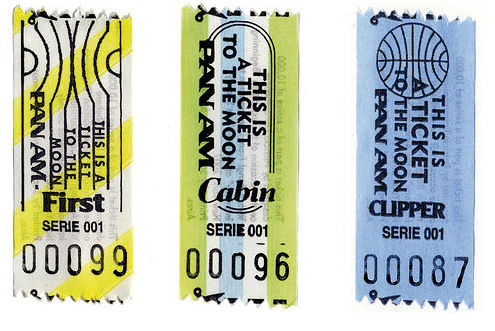 THIS IS A
TICKET
TO THE
MOON
PAN AM
First
SERIE 001
00099
THIS IS
A TICKET
TO THE MOON
PAN AM
Cabin
SERIE 001
00096
THIS IS
A TICKET
TO THE MOON
PAN AM
CLIPPER
SERIE 001
00087